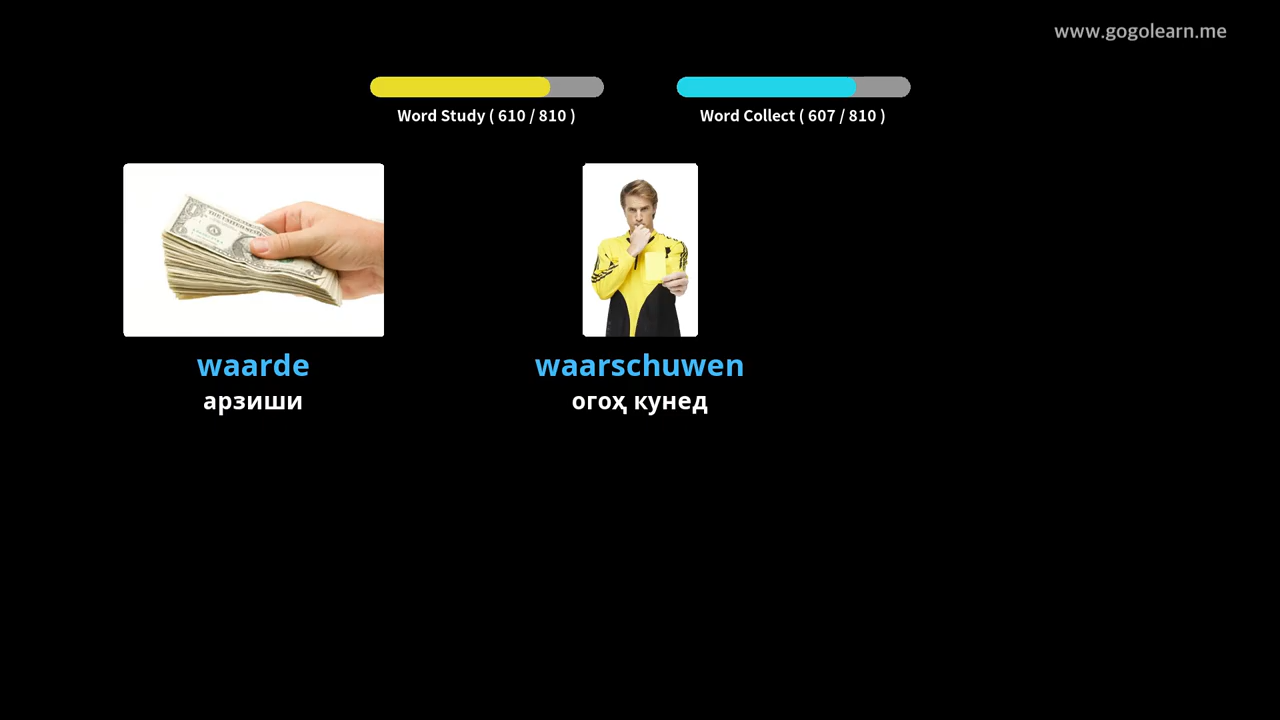 www.gogolearn.me
Word Study ( 610 / 810 )
Word Collect ( 607 / 810 )
waarde
арзиши
waarschuwen
огоҳ кунед